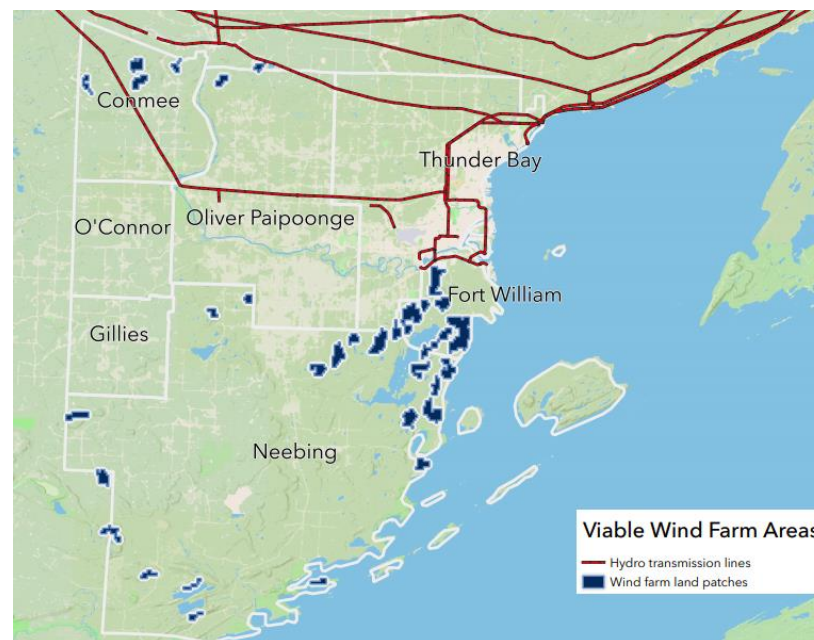 Conmee
Thunder Bay
O'Connor
Oliver Paipoonge
Fort William
Gillies
Neebing
Viable Wind Farm Areas
Hydro transmission lines
Wind farm land patches